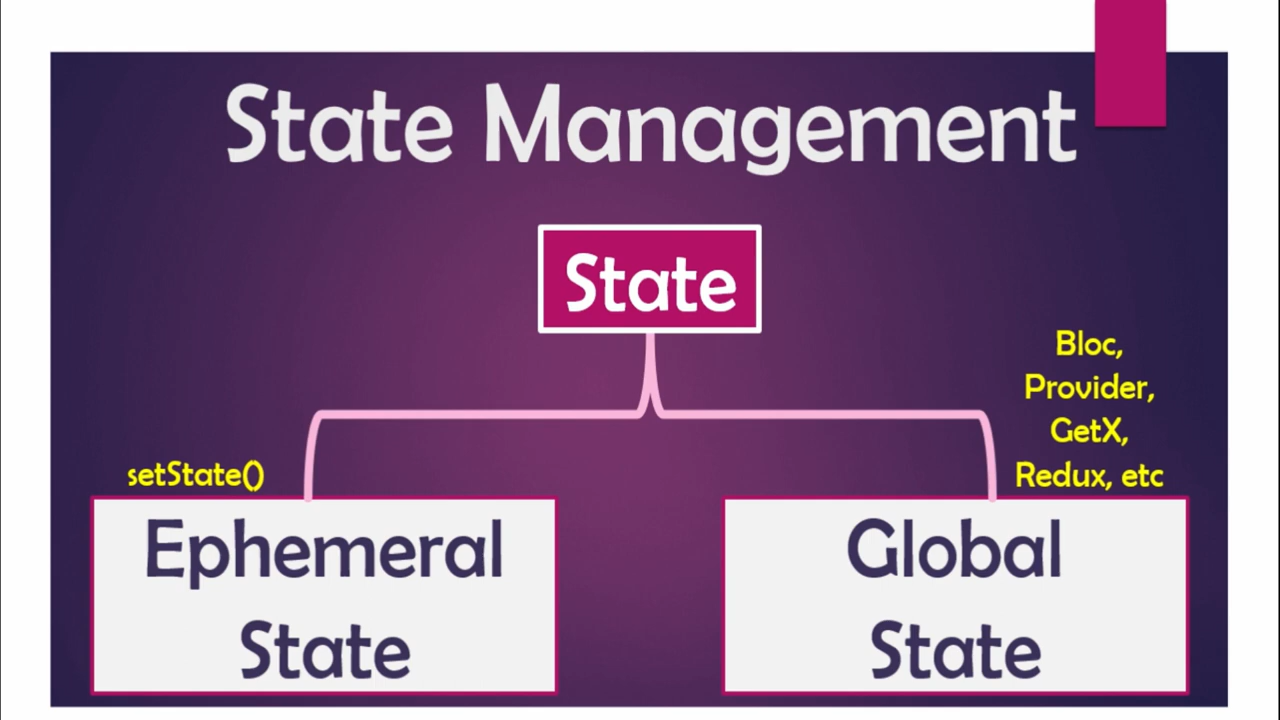 State Management
State
Bloc,
Provider,
GetX,
Redux, etc
setState()
Ephemeral
State
Global
State